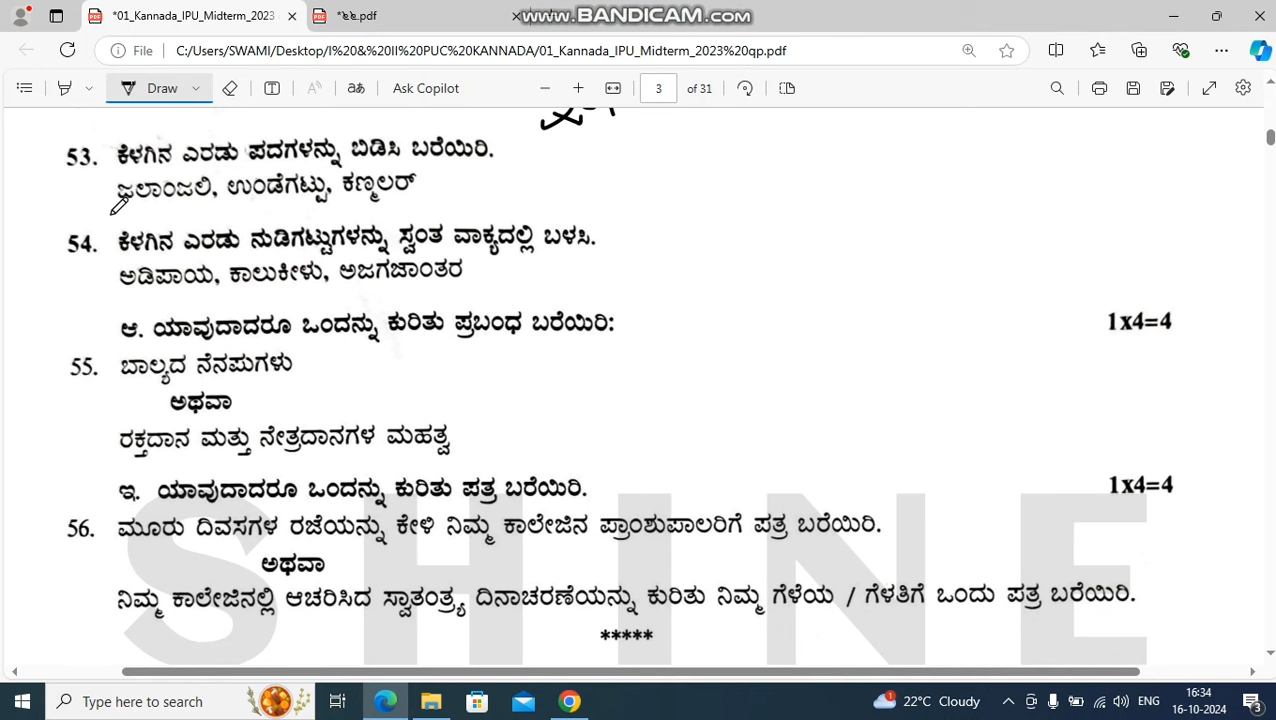 *01_Kannada_IPU_Midterm_2023
.pdf
www.BANDICAM.com
File
C:/Users/SWAMI/Desktop/I%20&%20II%20PUC%20KANNADA/01_Kannada_IPU_Midterm_2023%20qp.pdf
Draw
Ask Copilot
3 of 31
53. ಕೆಳಗಿನ ಎರಡು ಪದಗಳನ್ನು ಬಿಡಿಸಿ ಬರೆಯಿರಿ.
ಜಲಾಂಜಲಿ, ಉಂಡೆಗಟ್ಟು, ಕಣ್ಮಲರ್
54. ಕೆಳಗಿನ ಎರಡು ನುಡಿಗಟ್ಟುಗಳನ್ನು ಸ್ವಂತ ವಾಕ್ಯದಲ್ಲಿ ಬಳಸಿ.
ಅಡಿಪಾಯ, ಕಾಲುಕೀಳು, ಅಜಗಜಾಂತರ
ಆ. ಯಾವುದಾದರೂ ಒಂದನ್ನು ಕುರಿತು ಪ್ರಬಂಧ ಬರೆಯಿರಿ: 1x4=4
55. ಬಾಲ್ಯದ ನೆನಪುಗಳು
ಅಥವಾ
ರಕ್ತದಾನ ಮತ್ತು ನೇತ್ರದಾನಗಳ ಮಹತ್ವ
ಇ. ಯಾವುದಾದರೂ ಒಂದನ್ನು ಕುರಿತು ಪತ್ರ ಬರೆಯಿರಿ. 1x4=4
56. ಮೂರು ದಿವಸಗಳ ರಜೆಯನ್ನು ಕೇಳಿ ನಿಮ್ಮ ಕಾಲೇಜಿನ ಪ್ರಾಂಶುಪಾಲರಿಗೆ ಪತ್ರ ಬರೆಯಿರಿ.
ಅಥವಾ
ನಿಮ್ಮ ಕಾಲೇಜಿನಲ್ಲಿ ಆಚರಿಸಿದ ಸ್ವಾತಂತ್ರ್ಯ ದಿನಾಚರಣೆಯನ್ನು ಕುರಿತು ನಿಮ್ಮ ಗೆಳೆಯ / ಗೆಳತಿಗೆ ಒಂದು ಪತ್ರ ಬರೆಯಿರಿ.
*****
SHINE
Type here to search
22°C Cloudy
ENG
16:34
16-10-2024